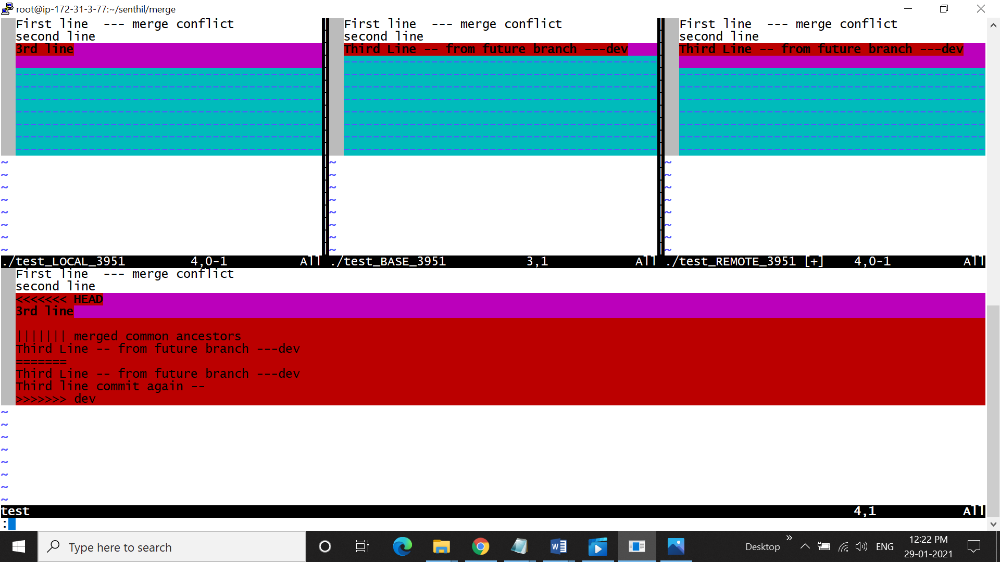 root@ip-172-31-3-77:~/senthil/merge
First line  --- merge conflict
second line
3rd line
~
~
~
~
~
~
~
~
./test_LOCAL_3951 4,0-1 All
First line  --- merge conflict
second line
Third Line -- from future branch ---dev
~
~
~
~
~
~
~
~
./test_BASE_3951 3,1 All
First line  --- merge conflict
second line
Third Line -- from future branch ---dev
~
~
~
~
~
~
~
~
./test_REMOTE_3951 [+] 4,0-1 All
First line  --- merge conflict
second line
<<<<<<< HEAD
3rd line
||||||| merged common ancestors
Third Line -- from future branch ---dev
=======
Third Line -- from future branch ---dev
Third line commit again --
>>>>>>> dev
~
~
~
~
~
~
~
~
test 4,1 All
:
Type here to search
Desktop
ENG
12:22 PM
29-01-2021